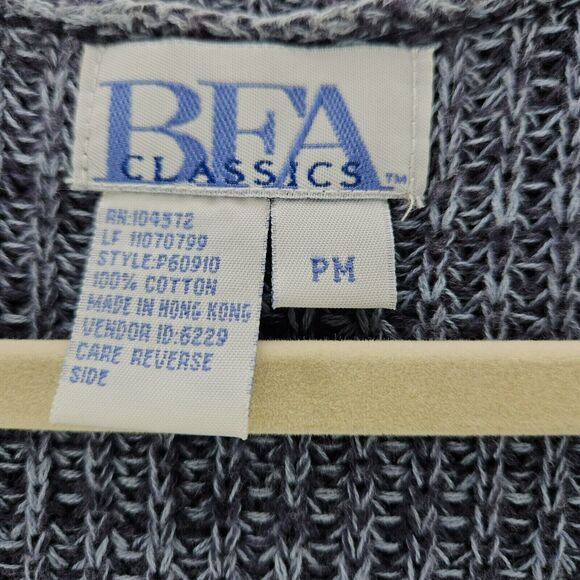 BFA
CLASSICS™
RN:104572
LF 11070799
STYLE:P60910
100% COTTON
MADE IN HONG KONG
VENDOR ID:6229
CARE REVERSE
SIDE
PM